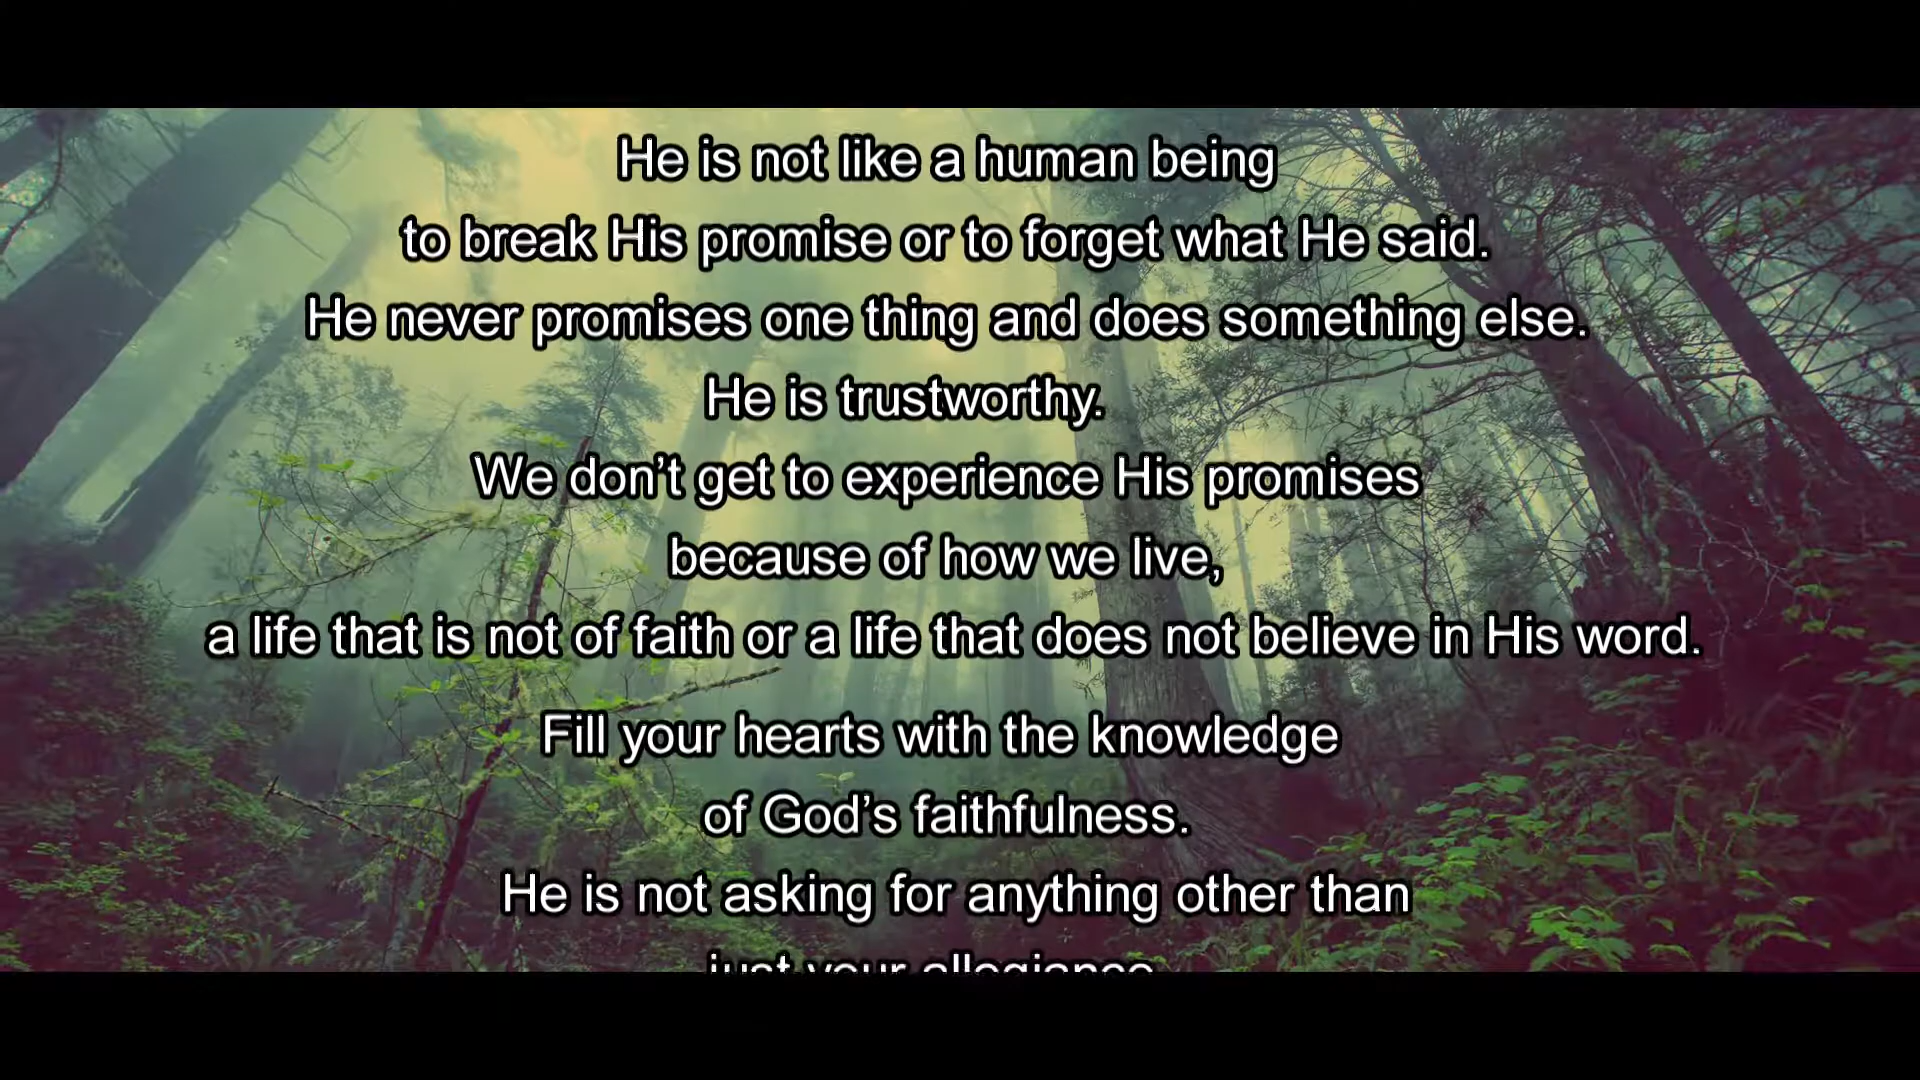 He is not like a human being
to break His promise or to forget what He said.
He never promises one thing and does something else.
He is trustworthy.
We don’t get to experience His promises
because of how we live,
a life that is not of faith or a life that does not believe in His word.
Fill your hearts with the knowledge
of God’s faithfulness.
He is not asking for anything other than
just your allegiance